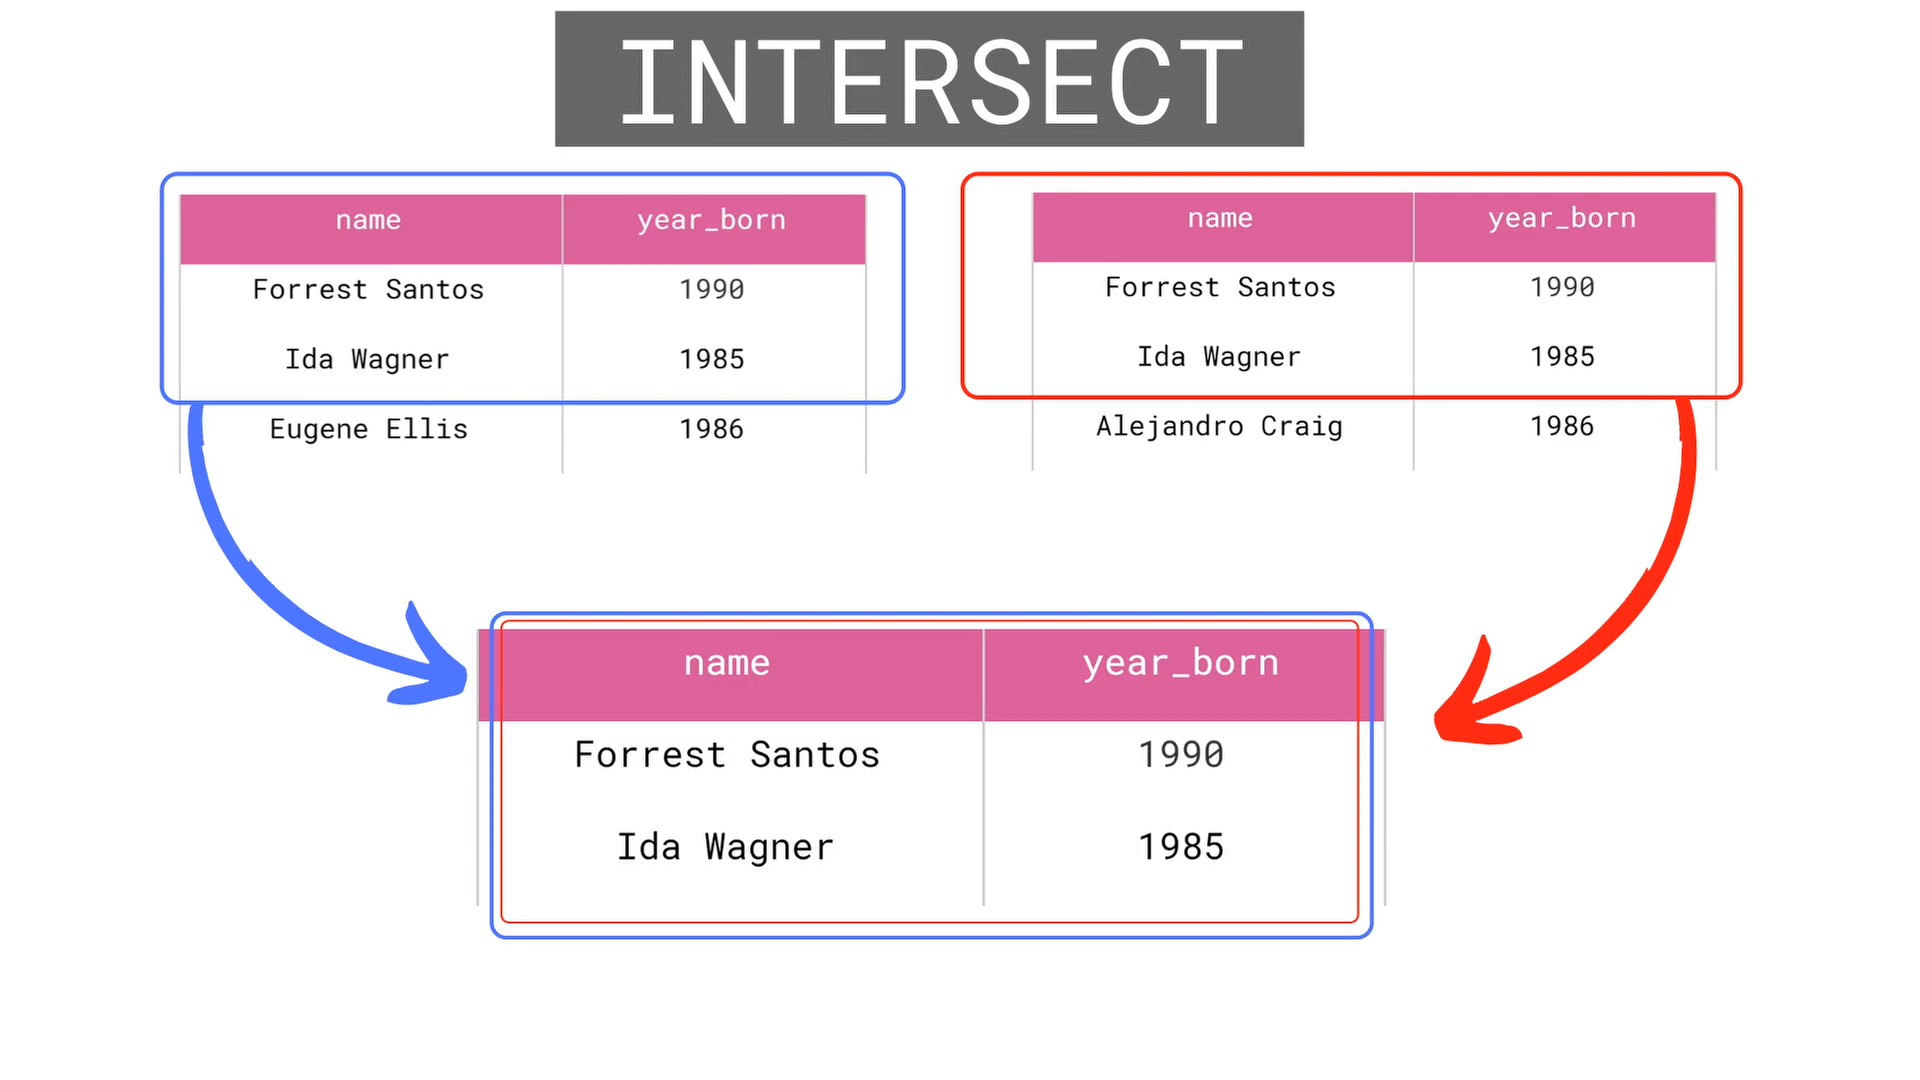 INTERSECT
name year_born
Forrest Santos 1990
Ida Wagner 1985
Eugene Ellis 1986
name year_born
Forrest Santos 1990
Ida Wagner 1985
Alejandro Craig 1986
name year_born
Forrest Santos 1990
Ida Wagner 1985